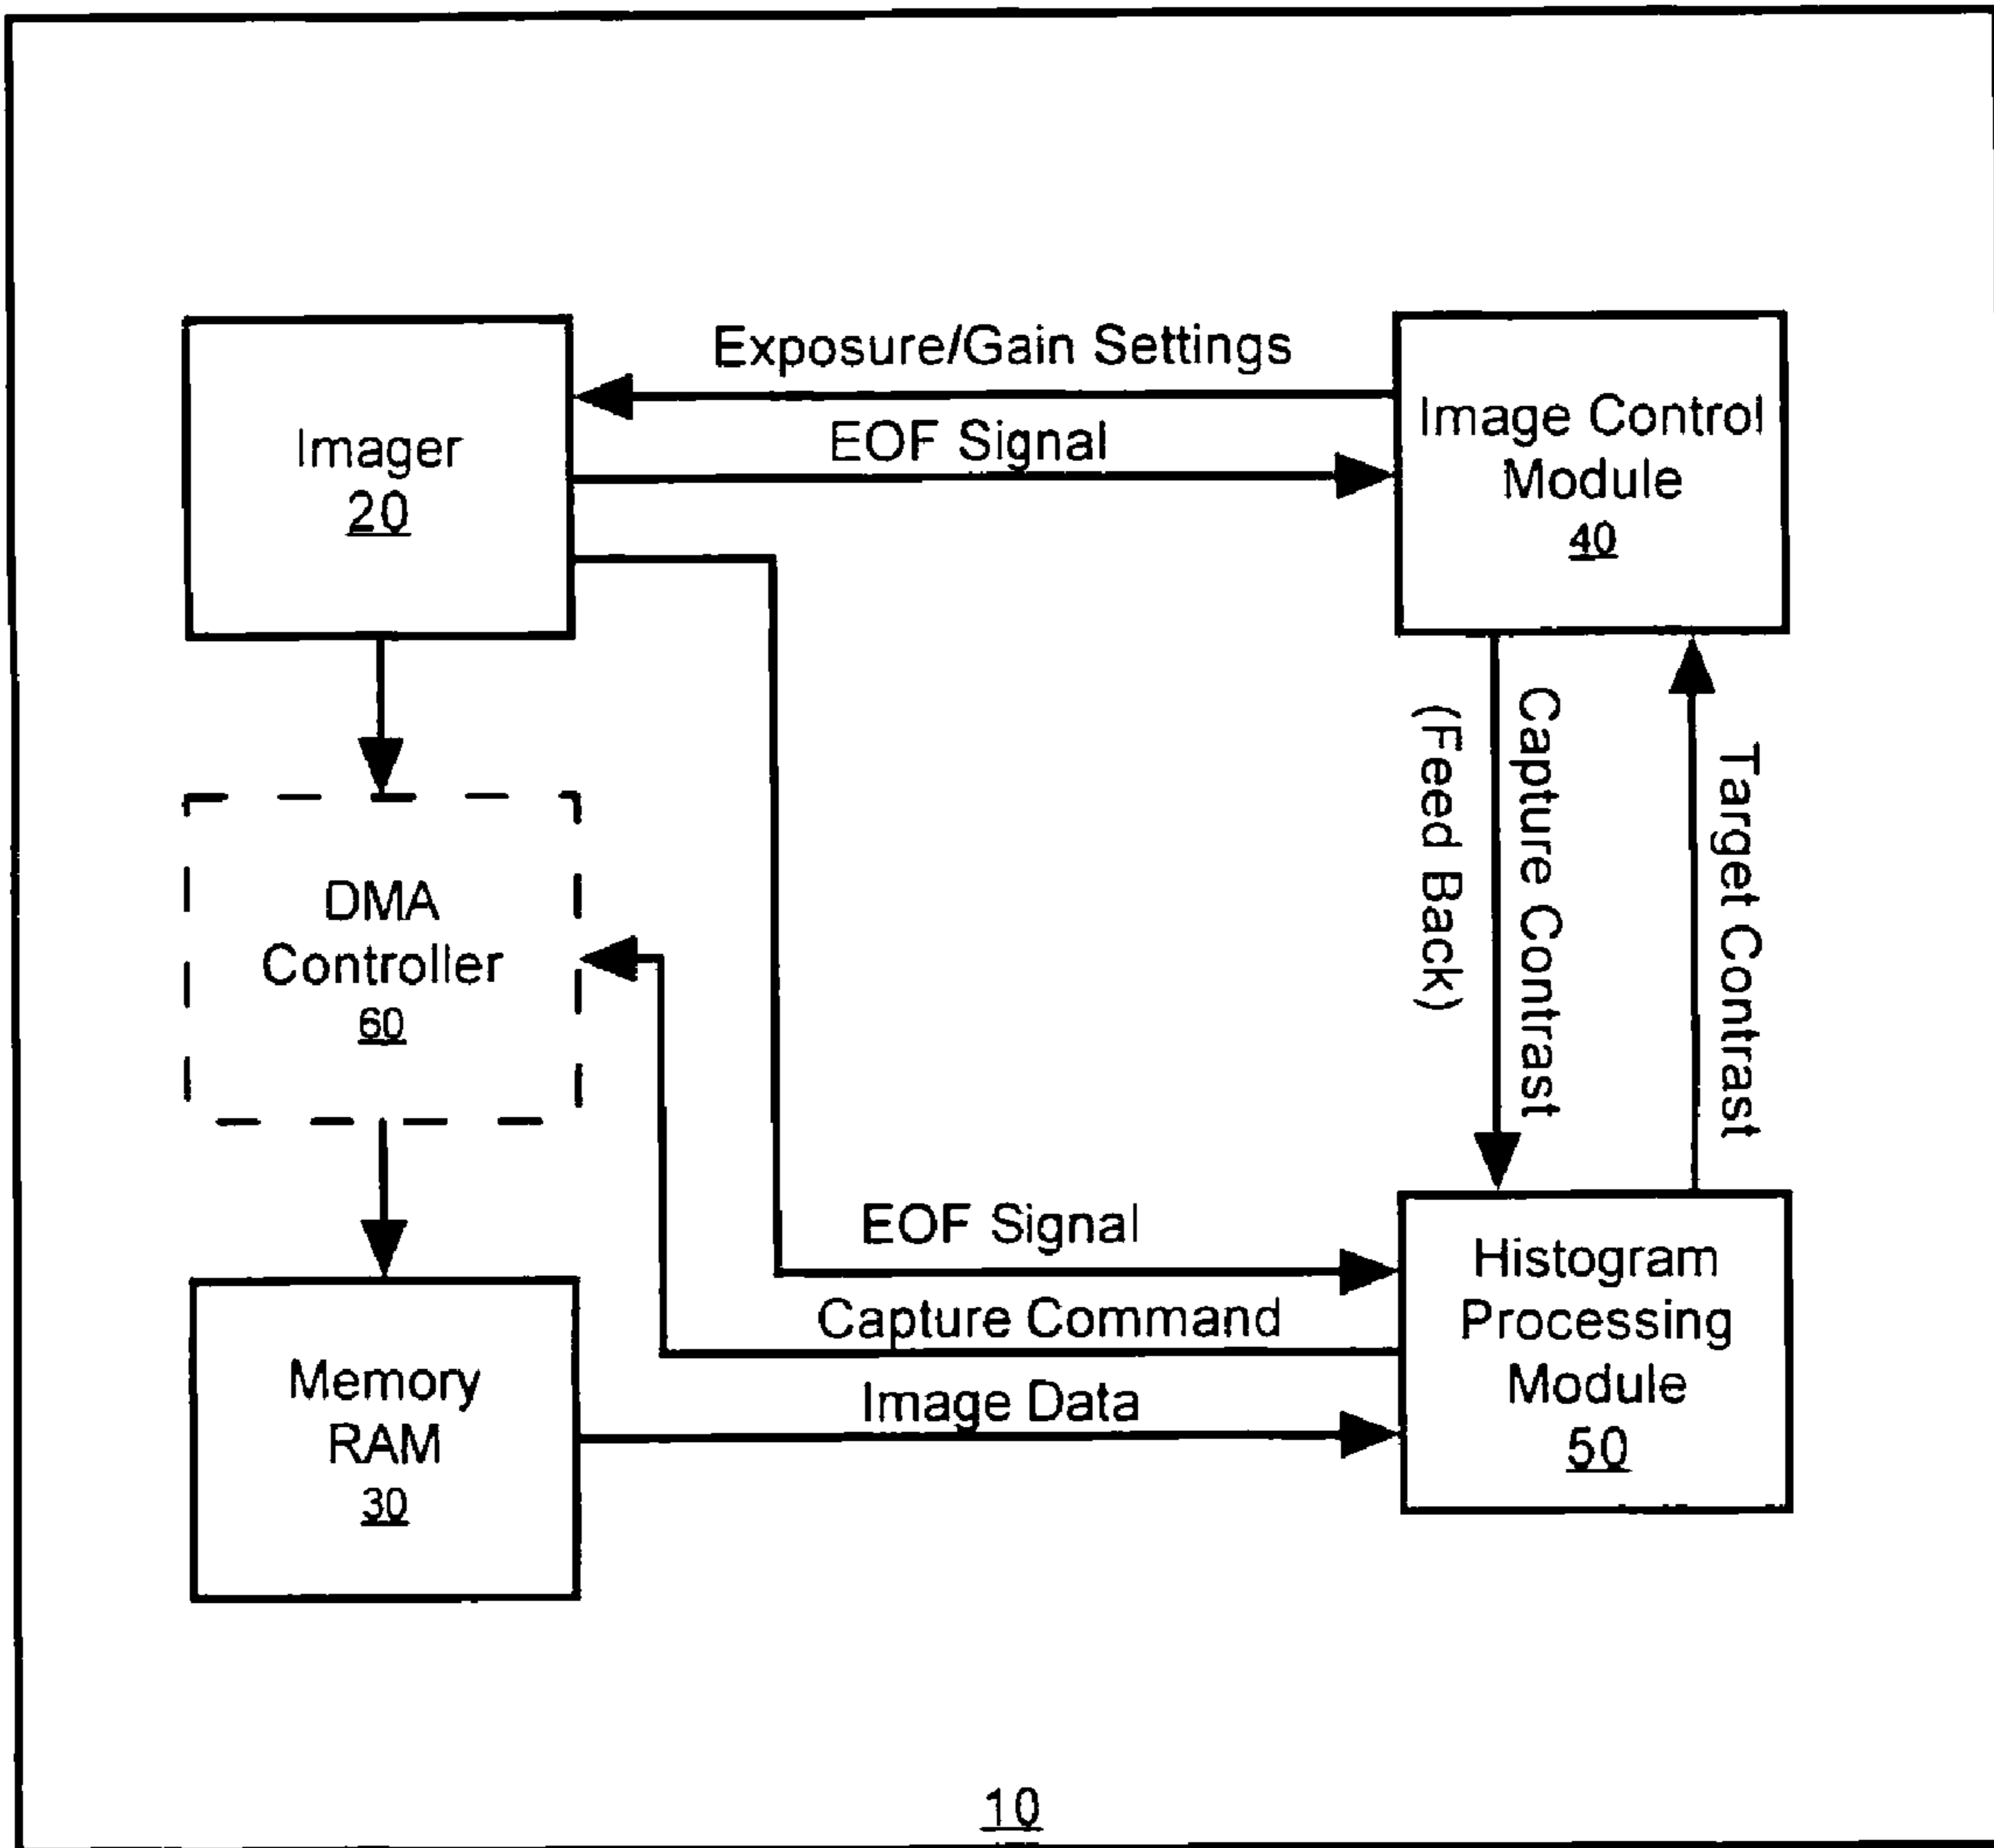 Exposure/Gain Settings
EOF Signal
Imager
20
Image Control
Module
40
Capture Contrast
(Feed Back)
Target Contrast
DMA
Controller
60
EOF Signal
Capture Command
Image Data
Memory
RAM
30
Histogram
Processing
Module
50
10